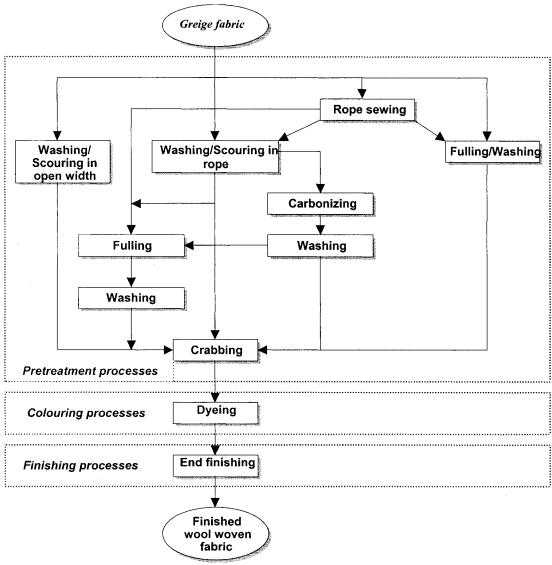 Greige fabric
Rope sewing
Washing/
Scouring in
open width
Washing/Scouring in
rope
Fulling/Washing
Carbonizing
Fulling
Washing
Washing
Crabbing
Pretreatment processes
Colouring processes
Dyeing
Finishing processes
End finishing
Finished
wool woven
fabric